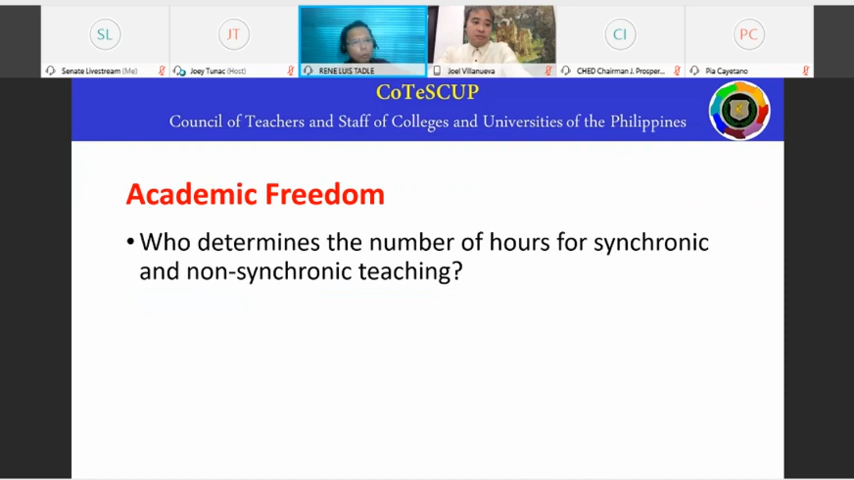 SL
JT
CI
PC
Senate Livestream (Me)
Joey Tunac (Host)
RENE LUIS TADLE
Joel Villanueva
CHED Chairman J. Prosper...
Pia Cayetano
CoTeSCUP
Council of Teachers and Staff of Colleges and Universities of the Philippines
Academic Freedom
• Who determines the number of hours for synchronic
and non-synchronic teaching?